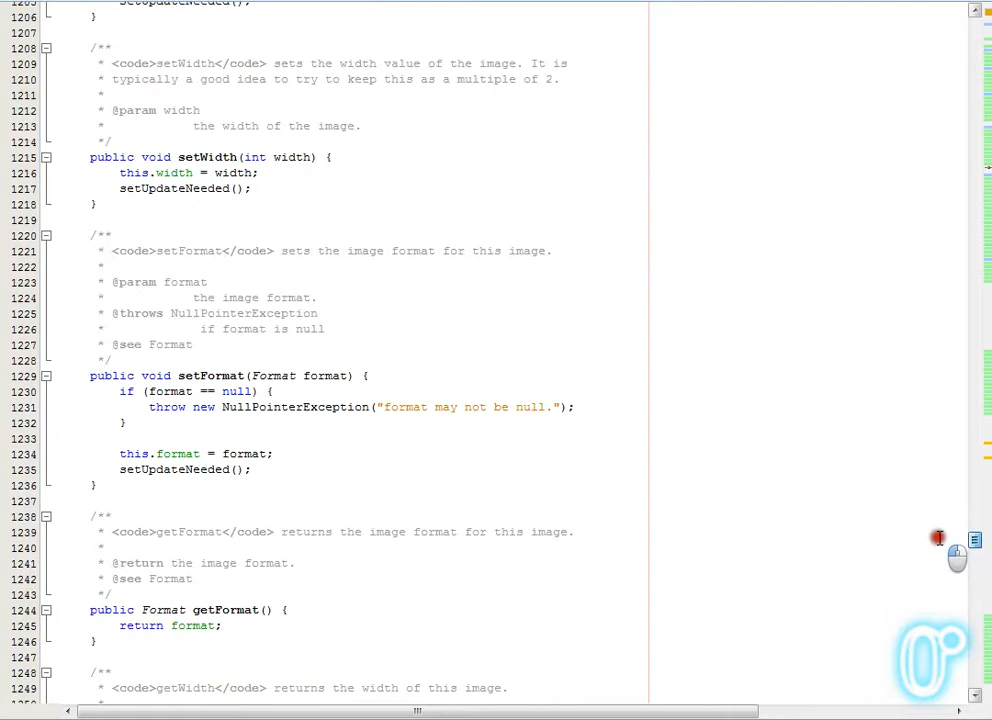 1205 setUpdateNeeded();
1206 }
1207
1208 /**
1209 * <code>setWidth</code> sets the width value of the image. It is
1210 * typically a good idea to try to keep this as a multiple of 2.
1211 *
1212 * @param width
1213 * the width of the image.
1214 */
1215 public void setWidth(int width) {
1216 this.width = width;
1217 setUpdateNeeded();
1218 }
1219
1220 /**
1221 * <code>setFormat</code> sets the image format for this image.
1222 *
1223 * @param format
1224 * the image format.
1225 * @throws NullPointerException
1226 * if format is null
1227 * @see Format
1228 */
1229 public void setFormat(Format format) {
1230 if (format == null) {
1231 throw new NullPointerException("format may not be null.");
1232 }
1233
1234 this.format = format;
1235 setUpdateNeeded();
1236 }
1237
1238 /**
1239 * <code>getFormat</code> returns the image format for this image.
1240 *
1241 * @return the image format.
1242 * @see Format
1243 */
1244 public Format getFormat() {
1245 return format;
1246 }
1247
1248 /**
1249 * <code>getWidth</code> returns the width of this image.